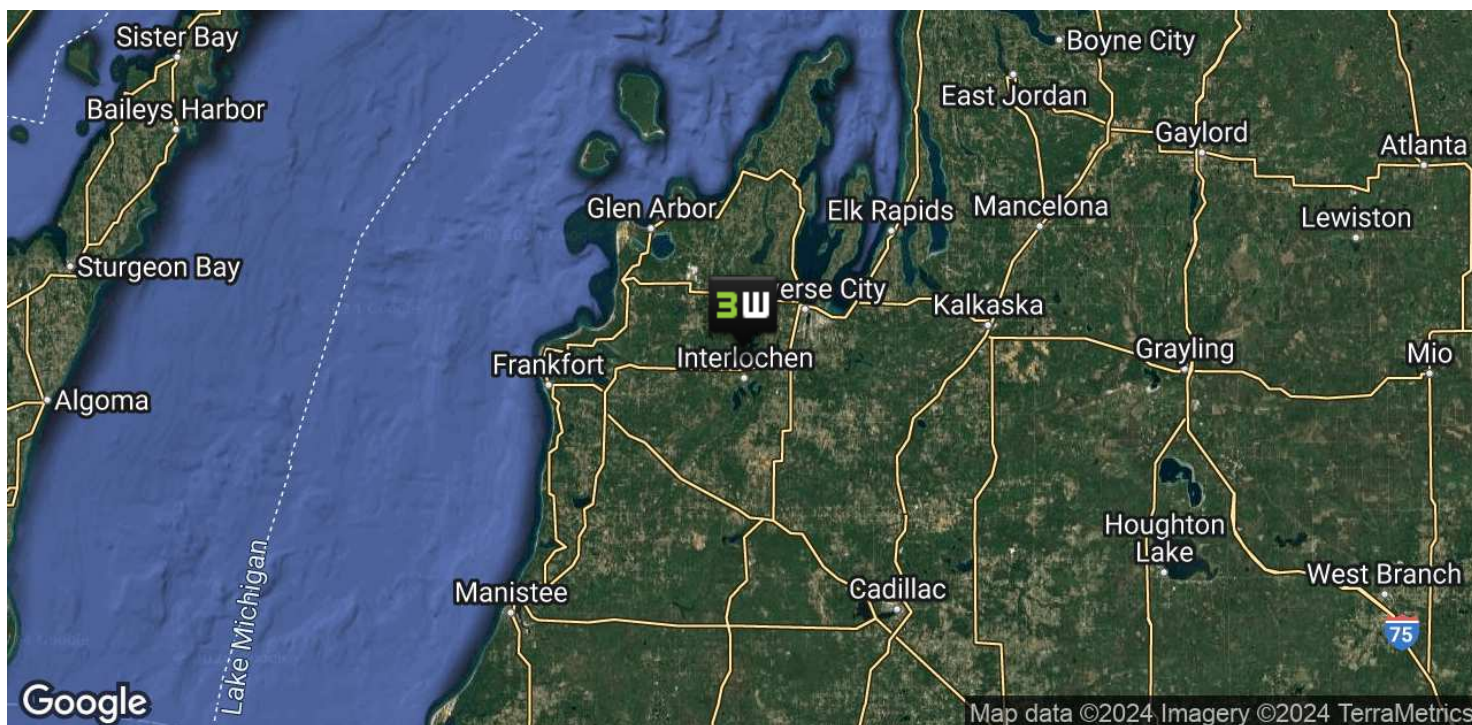 Sister Bay
Boyne City
Baileys Harbor
East Jordan
Gaylord
Atlanta
Glen Arbor
Elk Rapids
Mancelona
Lewiston
Sturgeon Bay
3W
verse City
Kalkaska
Frankfort
Interlochen
Grayling
Mio
Algoma
Houghton
Lake
West Branch
Manistee
Cadillac
Lake Michigan
75
Google
Map data ©2024 Imagery ©2024 TerraMetrics